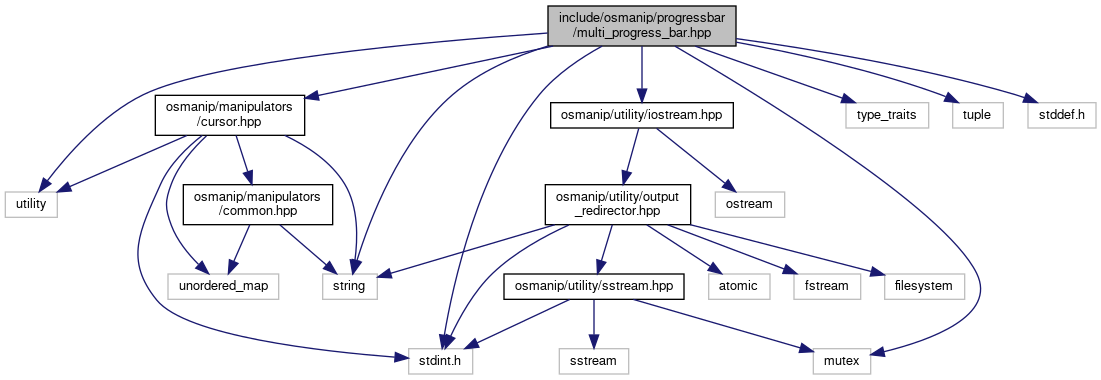 include/osmanip/progressbar
/multi_progress_bar.hpp
osmanip/manipulators
/cursor.hpp
osmanip/utility/iostream.hpp
type_traits
tuple
stddef.h
utility
osmanip/manipulators
/common.hpp
osmanip/utility/output
_redirector.hpp
ostream
unordered_map
string
osmanip/utility/sstream.hpp
atomic
fstream
filesystem
stdint.h
sstream
mutex